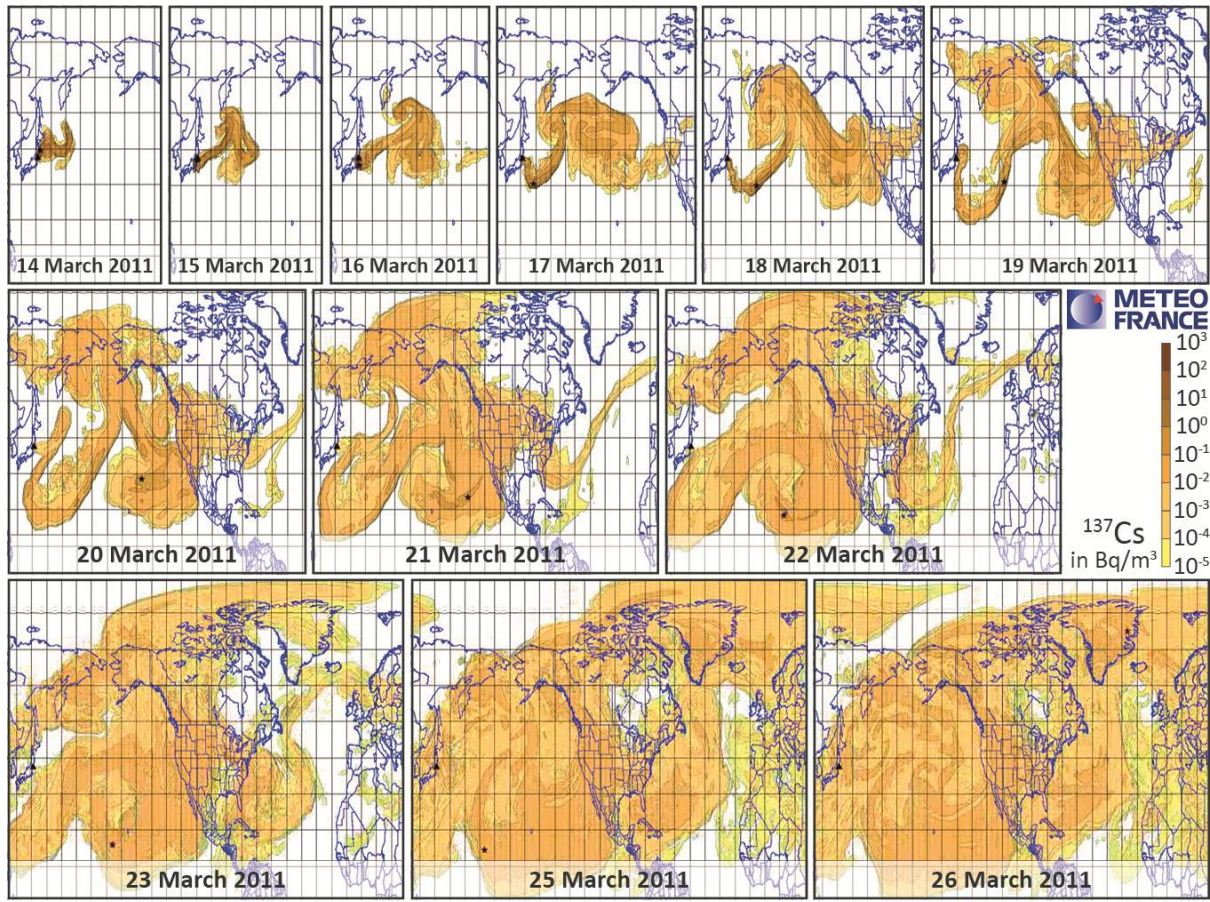 14 March 2011
15 March 2011
16 March 2011
17 March 2011
18 March 2011
19 March 2011
20 March 2011
21 March 2011
22 March 2011
METEO
FRANCE
10³
10²
10¹
10⁰
10⁻¹
10⁻²
10⁻³
10⁻⁴
10⁻⁵
¹³⁷Cs
in Bq/m³
23 March 2011
25 March 2011
26 March 2011